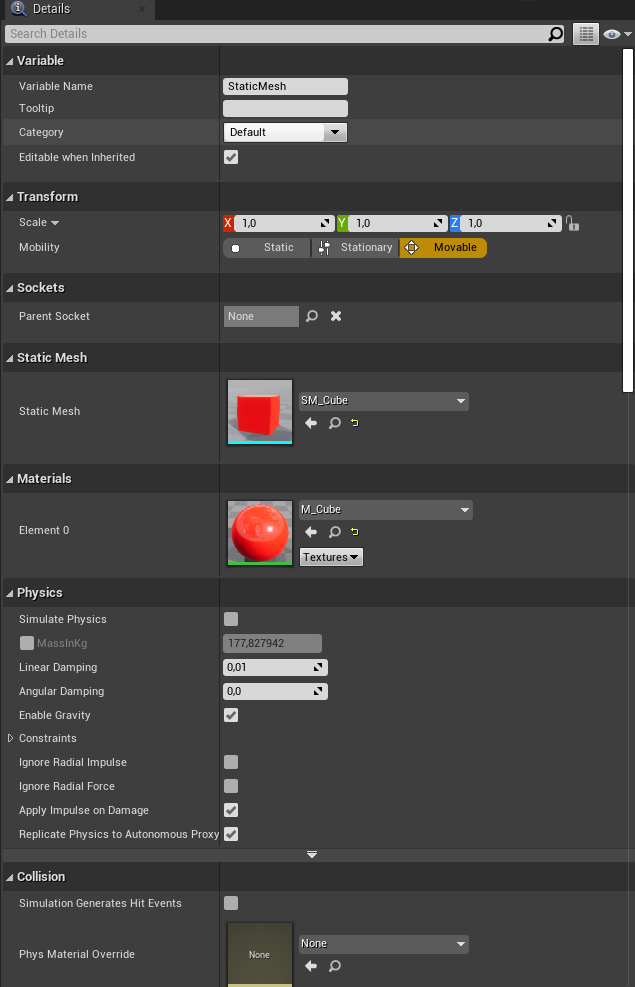 Details
Search Details
Variable
Variable Name StaticMesh
Tooltip
Category Default
Editable when Inherited
Transform
Scale X 1,0 Y 1,0 Z 1,0
Mobility Static Stationary Movable
Sockets
Parent Socket None
Static Mesh
Static Mesh SM_Cube
Materials
Element 0 M_Cube
Textures
Physics
Simulate Physics
MassInKg 177,827942
Linear Damping 0,01
Angular Damping 0,0
Enable Gravity
Constraints
Ignore Radial Impulse
Ignore Radial Force
Apply Impulse on Damage
Replicate Physics to Autonomous Proxy
Collision
Simulation Generates Hit Events
Phys Material Override None None